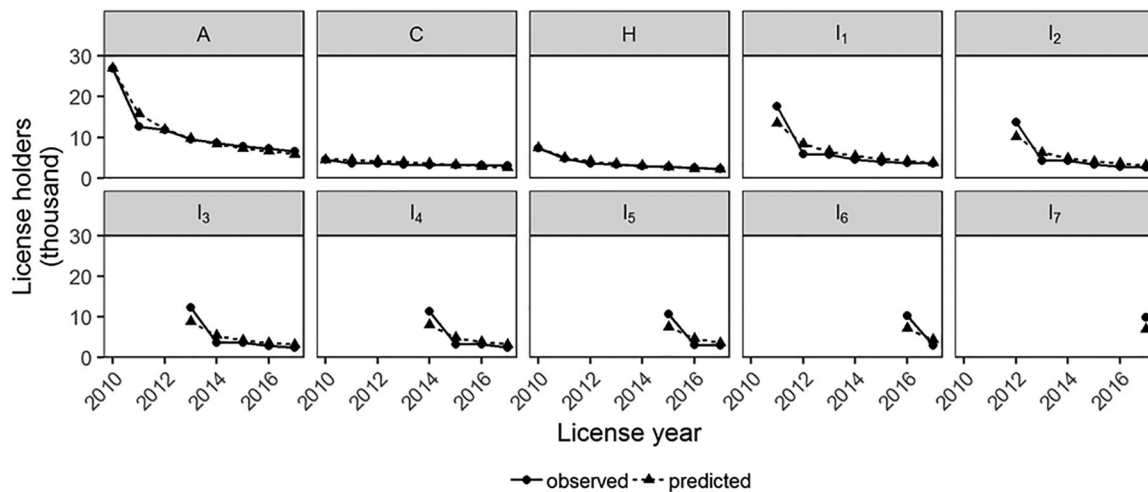 A C H I₁ I₂
30
20
10
0
I₃ I₄ I₅ I₆ I₇
30
20
10
0
License holders
(thousand)
2010 2012 2014 2016 2010 2012 2014 2016 2010 2012 2014 2016 2010 2012 2014 2016 2010 2012 2014 2016
License year
observed predicted